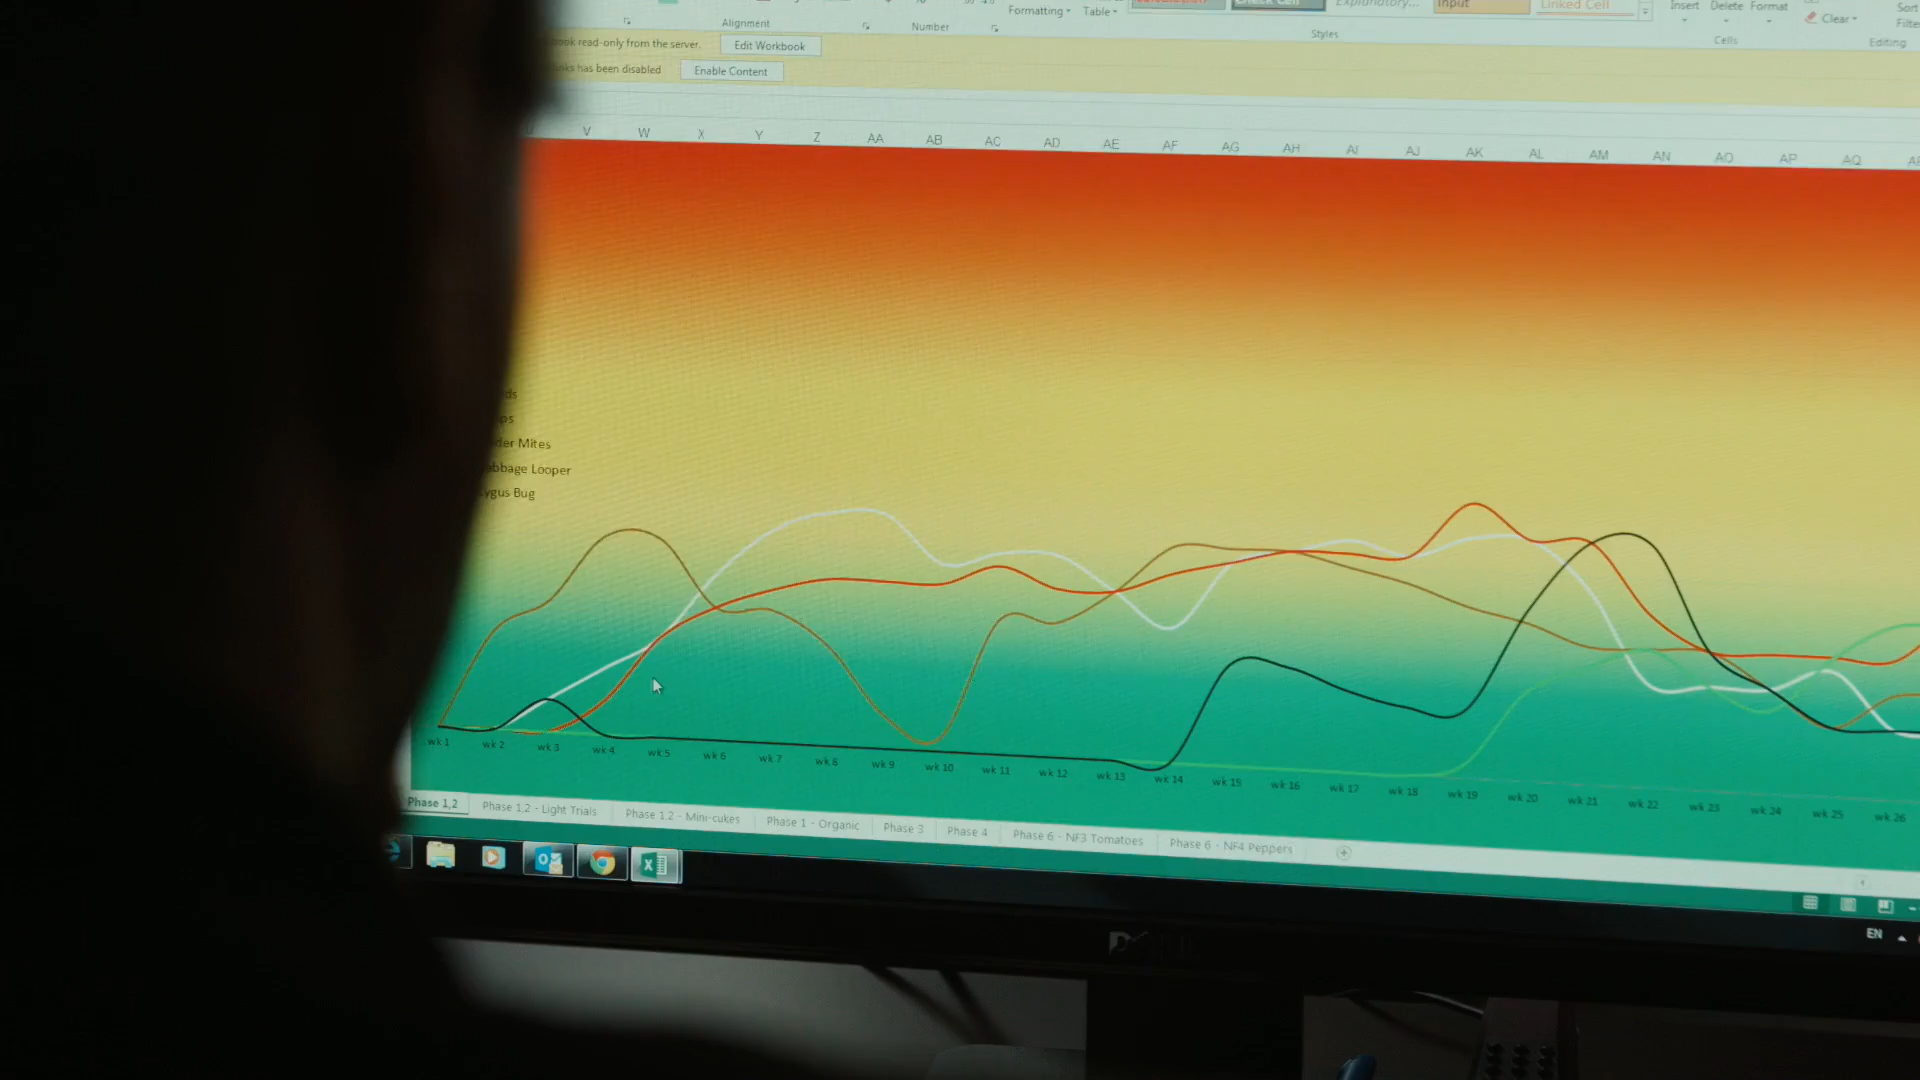 Formatting Table Explanatory... Input Linked Cell Insert Delete Format Sort
Clear Filter
Alignment Number Styles Cells Editing
read-only from the server. Edit Workbook
has been disabled Enable Content
V W X Y Z AA AB AC AD AE AF AG AH AI AJ AK AL AM AN AO AP AQ
Mites
Looper
Bug
wk 1 wk 2 wk 3 wk 4 wk 5 wk 6 wk 7 wk 8 wk 9 wk 10 wk 11 wk 12 wk 13 wk 14 wk 15 wk 16 wk 17 wk 18 wk 19 wk 20 wk 21 wk 22 wk 23 wk 24 wk 25 wk 26
Phase 1,2 Phase 1.2 - Light Trials Phase 1.2 - Mini-cukes Phase 1 - Organic Phase 3 Phase 4 Phase 6 - NF3 Tomatoes Phase 6 - NF4 Peppers
EN